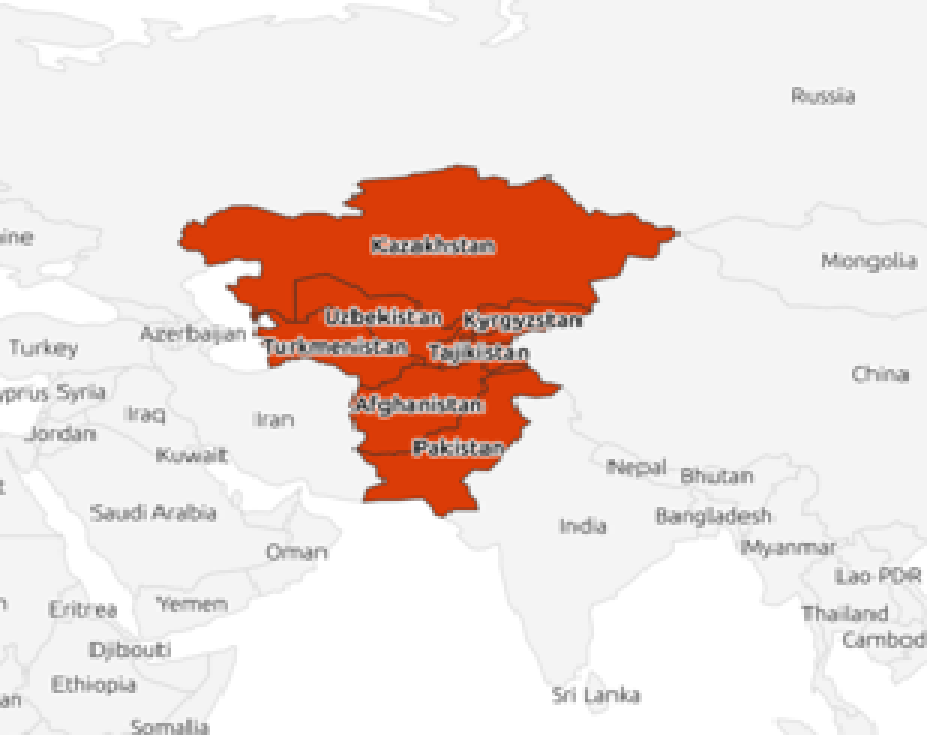 Russia
Kazakhstan
Mongolia
ine
Uzbekistan
Kyrgyzstan
Azerbaijan
Turkey
Turkmenistan
Tajikistan
China
yprus
Syria
Afghanistan
Iraq
Iran
Jordan
Pakistan
Kuwait
Nepal
Bhutan
Saudi Arabia
India
Bangladesh
Oman
Myanmar
Lao PDR
Eritrea
Yemen
Thailand
Cambod
Djibouti
Ethiopia
Sri Lanka
an
Somalia